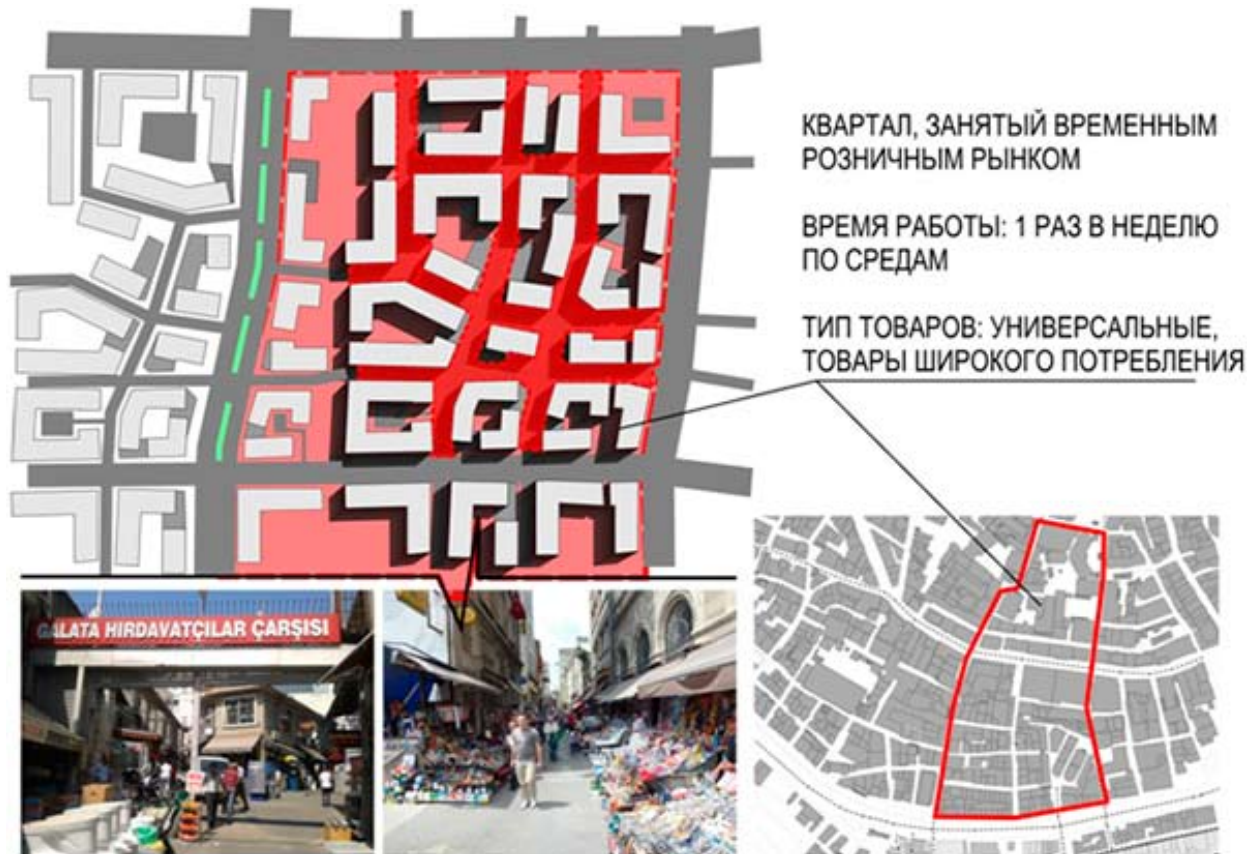 КВАРТАЛ, ЗАНЯТЫЙ ВРЕМЕННЫМ
РОЗНИЧНЫМ РЫНКОМ
ВРЕМЯ РАБОТЫ: 1 РАЗ В НЕДЕЛЮ
ПО СРЕДАМ
ТИП ТОВАРОВ: УНИВЕРСАЛЬНЫЕ,
ТОВАРЫ ШИРОКОГО ПОТРЕБЛЕНИЯ
GALATA HIRDAVATÇILAR ÇARŞISI